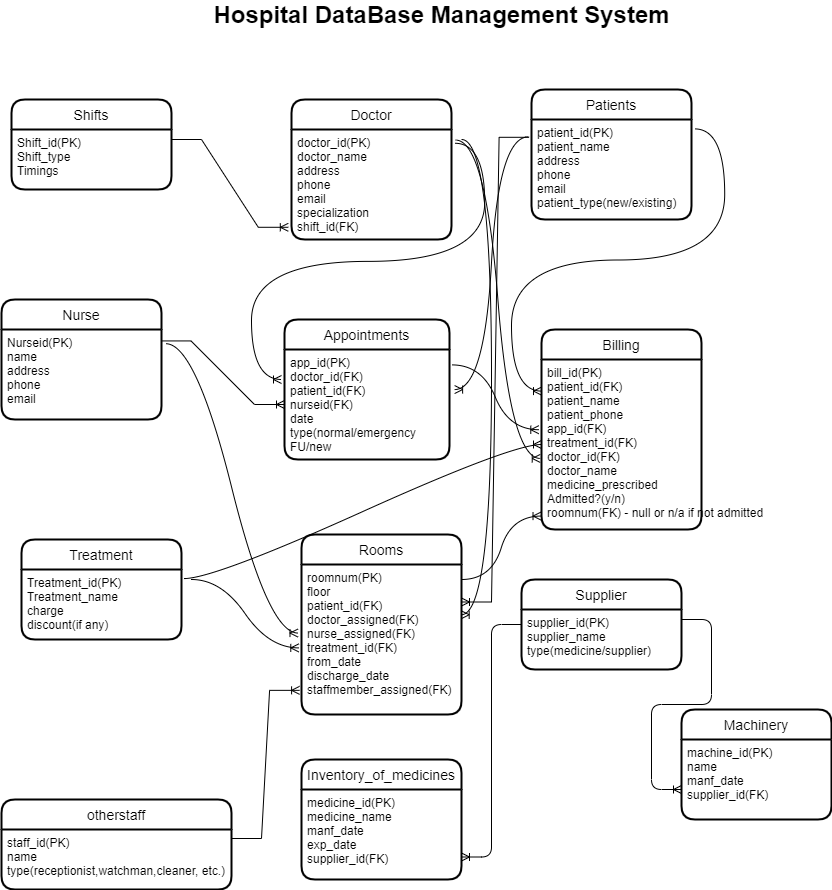 Hospital DataBase Management System
Shifts
Shift_id(PK)
Shift_type
Timings
Doctor
doctor_id(PK)
doctor_name
address
phone
email
specialization
shift_id(FK)
Patients
patient_id(PK)
patient_name
address
phone
email
patient_type(new/existing)
Nurse
Nurseid(PK)
name
address
phone
email
Appointments
app_id(PK)
doctor_id(FK)
patient_id(FK)
nurseid(FK)
date
type(normal/emergency
FU/new
Billing
bill_id(PK)
patient_id(FK)
patient_name
patient_phone
app_id(FK)
treatment_id(FK)
doctor_id(FK)
doctor_name
medicine_prescribed
Admitted?(y/n)
roomnum(FK) - null or n/a if not admitted
Treatment
Treatment_id(PK)
Treatment_name
charge
discount(if any)
Rooms
roomnum(PK)
floor
patient_id(FK)
doctor_assigned(FK)
nurse_assigned(FK)
treatment_id(FK)
from_date
discharge_date
staffmember_assigned(FK)
Supplier
supplier_id(PK)
supplier_name
type(medicine/supplier)
Machinery
machine_id(PK)
name
manf_date
supplier_id(FK)
Inventory_of_medicines
medicine_id(PK)
medicine_name
manf_date
exp_date
supplier_id(FK)
otherstaff
staff_id(PK)
name
type(receptionist,watchman,cleaner, etc.)